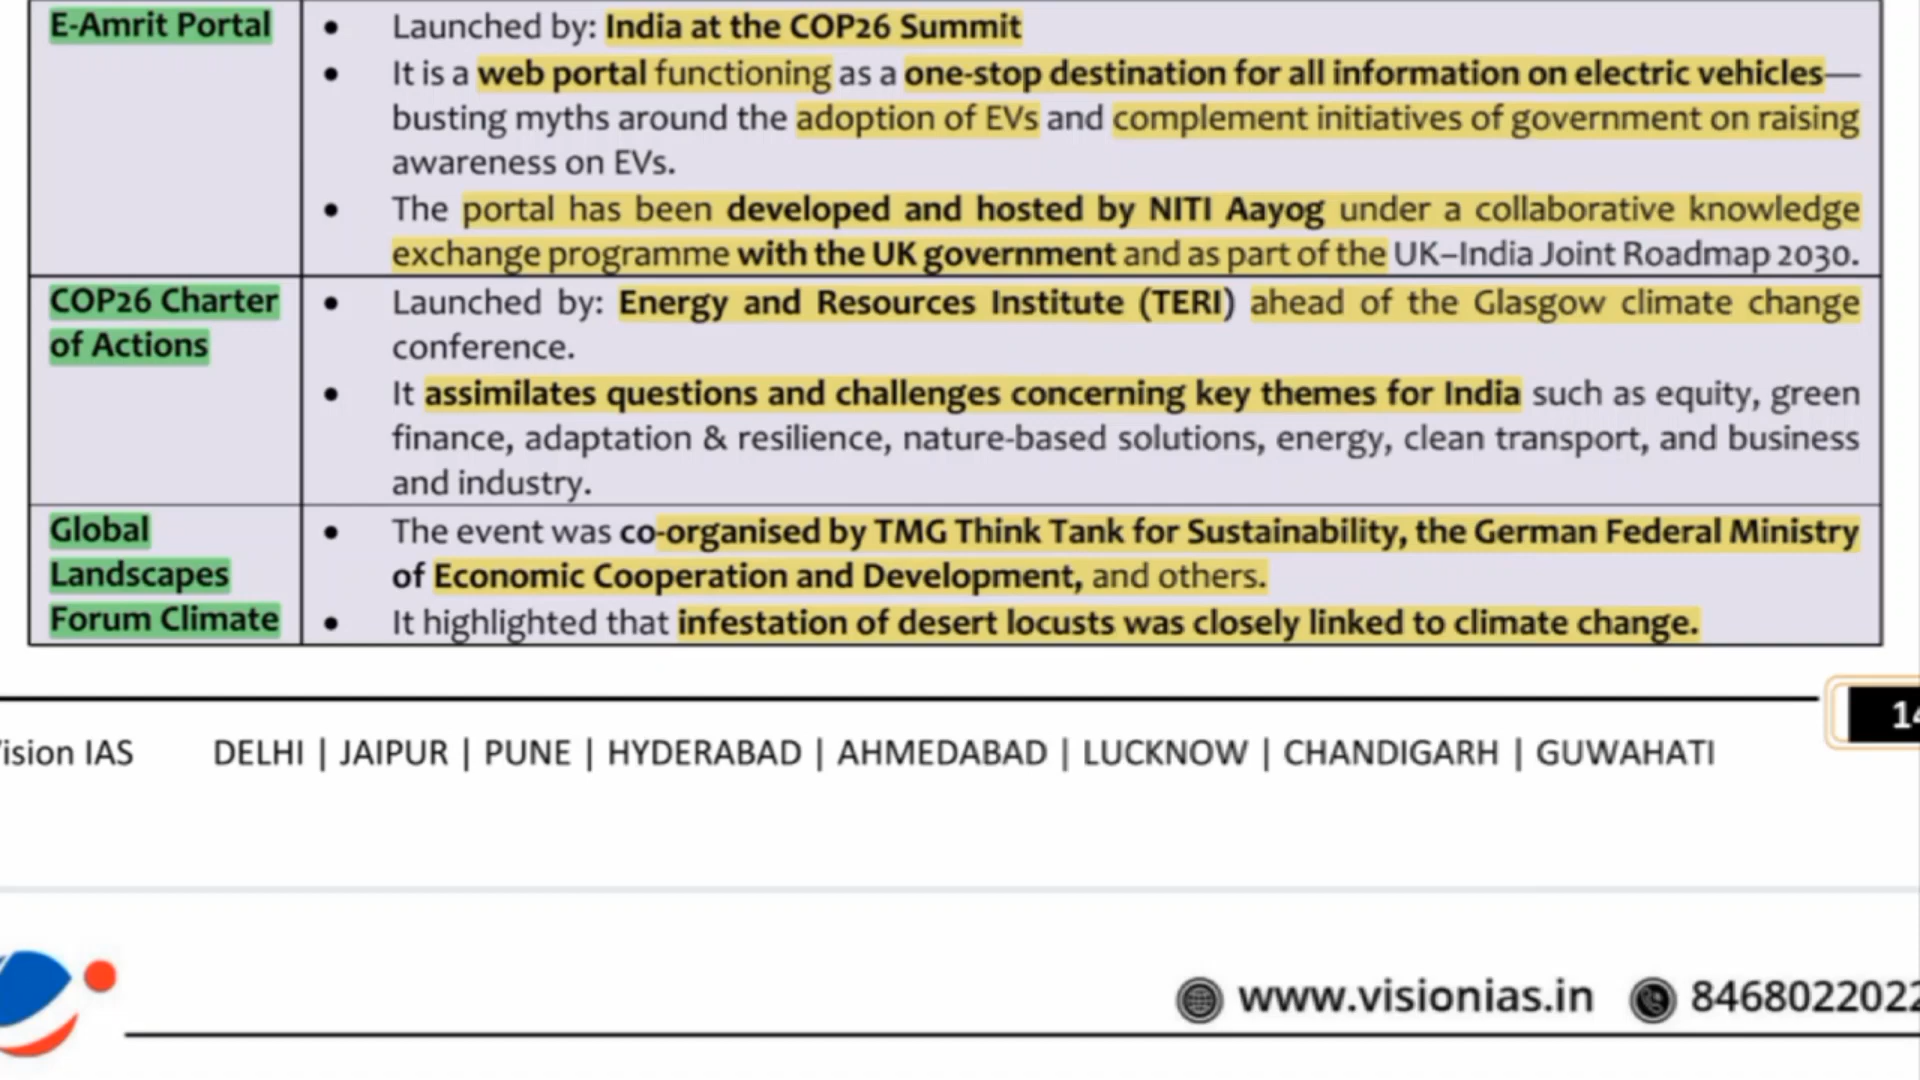 E-Amrit Portal
• Launched by: India at the COP26 Summit
• It is a web portal functioning as a one-stop destination for all information on electric vehicles—
busting myths around the adoption of EVs and complement initiatives of government on raising
awareness on EVs.
• The portal has been developed and hosted by NITI Aayog under a collaborative knowledge
exchange programme with the UK government and as part of the UK–India Joint Roadmap 2030.
COP26 Charter
of Actions
• Launched by: Energy and Resources Institute (TERI) ahead of the Glasgow climate change
conference.
• It assimilates questions and challenges concerning key themes for India such as equity, green
finance, adaptation & resilience, nature-based solutions, energy, clean transport, and business
and industry.
Global
Landscapes
Forum Climate
• The event was co-organised by TMG Think Tank for Sustainability, the German Federal Ministry
of Economic Cooperation and Development, and others.
• It highlighted that infestation of desert locusts was closely linked to climate change.
14
ision IAS DELHI | JAIPUR | PUNE | HYDERABAD | AHMEDABAD | LUCKNOW | CHANDIGARH | GUWAHATI
www.visionias.in 8468022022